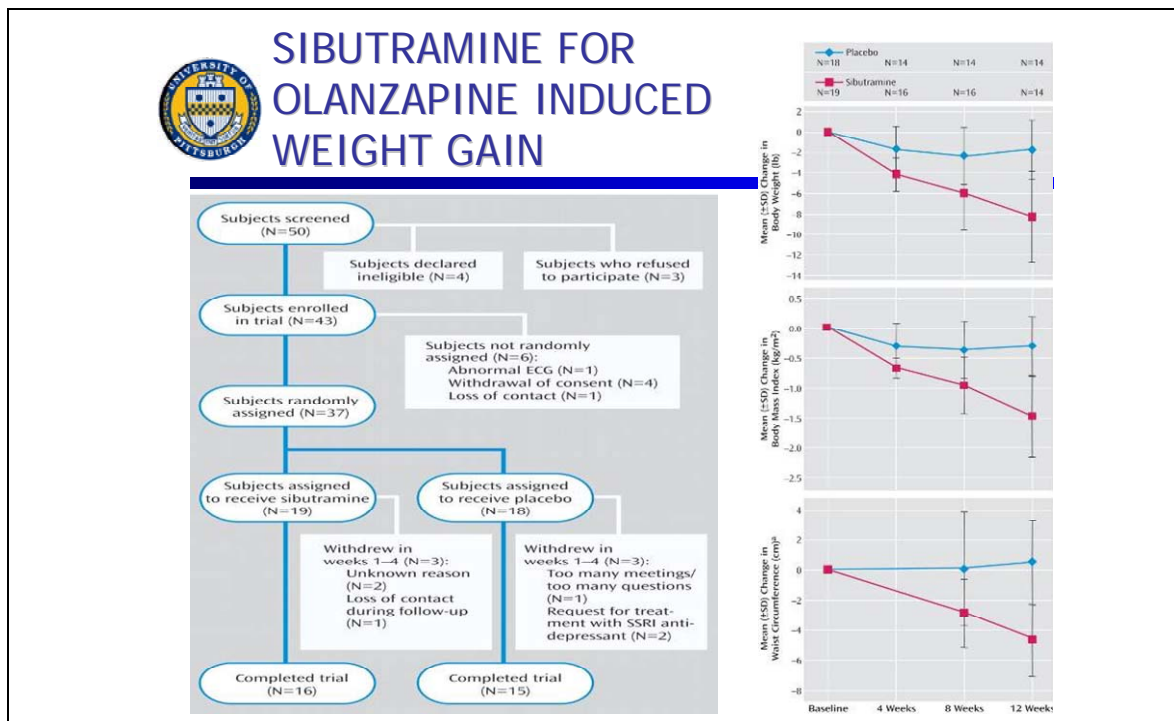 SIBUTRAMINE FOR
OLANZAPINE INDUCED
WEIGHT GAIN
UNIVERSITY OF
PITTSBURGH
Subjects screened
(N=50)
Subjects declared
ineligible (N=4)
Subjects who refused
to participate (N=3)
Subjects enrolled
in trial (N=43)
Subjects not randomly
assigned (N=6):
Abnormal ECG (N=1)
Withdrawal of consent (N=4)
Loss of contact (N=1)
Subjects randomly
assigned (N=37)
Subjects assigned
to receive sibutramine
(N=19)
Subjects assigned
to receive placebo
(N=18)
Withdrew in
weeks 1–4 (N=3):
Unknown reason
(N=2)
Loss of contact
during follow-up
(N=1)
Withdrew in
weeks 1–4 (N=3):
Too many meetings/
too many questions
(N=1)
Request for treat-
ment with SSRI anti-
depressant (N=2)
Completed trial
(N=16)
Completed trial
(N=15)
Placebo
N=18 N=14 N=14 N=14
Sibutramine
N=19 N=16 N=16 N=14
Mean (±SD) Change in
Body Weight (lb)
2
0
−2
−4
−6
−8
−10
−12
−14
Mean (±SD) Change in
Body Mass Index (kg/m²)
0.5
0.0
−0.5
−1.0
−1.5
−2.0
−2.5
Mean (±SD) Change in
Waist Circumference (cm)ᵃ
4
2
0
−2
−4
−6
−8
Baseline 4 Weeks 8 Weeks 12 Weeks